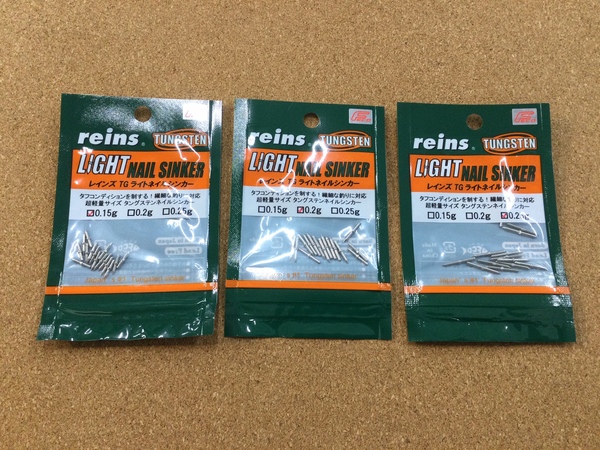 reins
TUNGSTEN
LIGHT NAIL SINKER
レインズ TG ライトネイルシンカー
タフコンディションを制する!繊細な釣りに対応
超軽量サイズ タングステンネイルシンカー
0.15g 0.2g 0.25g
reins
TUNGSTEN
LIGHT NAIL SINKER
レインズ TG ライトネイルシンカー
タフコンディションを制する!繊細な釣りに対応
超軽量サイズ タングステンネイルシンカー
0.15g 0.2g 0.25g
reins
TUNGSTEN
LIGHT NAIL SINKER
レインズ TG ライトネイルシンカー
タフコンディションを制する!繊細な釣りに対応
超軽量サイズ タングステンネイルシンカー
0.15g 0.2g